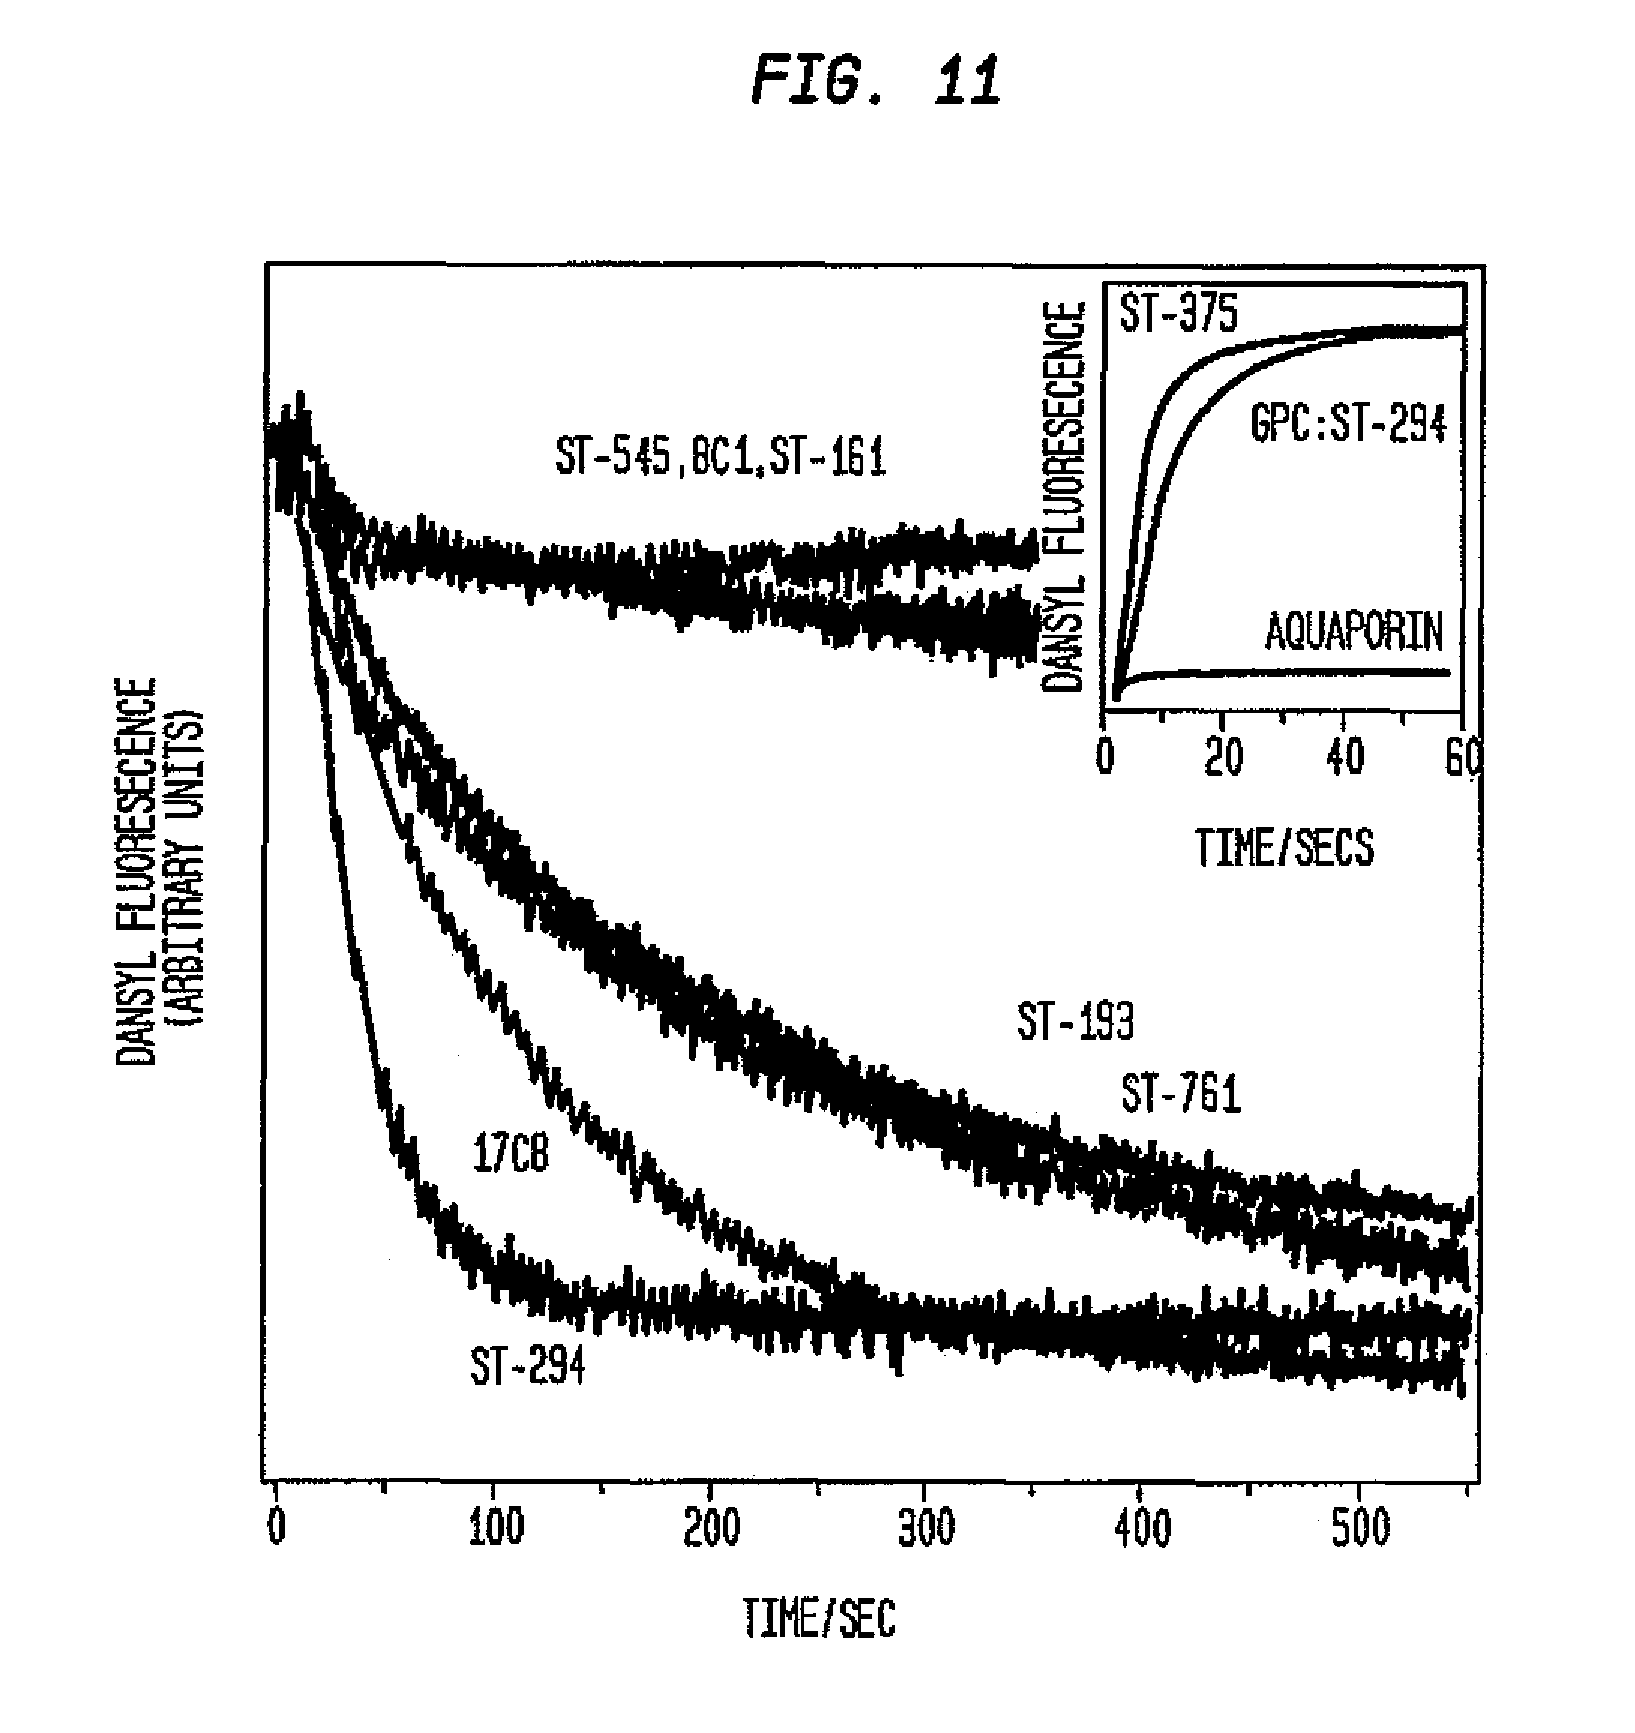 FIG. 11
ST-375
GPC:ST-294
AQUAPORIN
DANSYL FLUORESCENCE
0 20 40 60
TIME/SECS
ST-545,8C1.ST-161
ST-193
ST-761
17C8
ST-294
DANSYL FLUORESECENCE
(ARBITRARY UNITS)
0 100 200 300 400 500
TIME/SEC